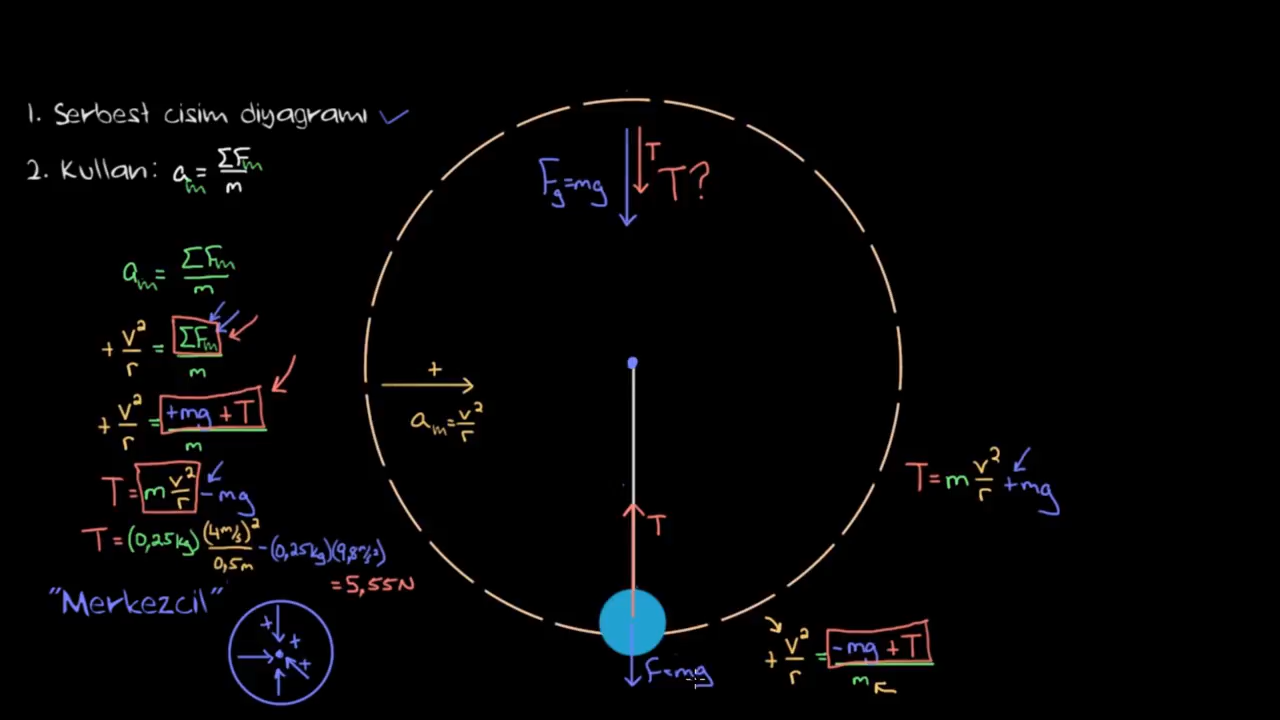 1. Serbest cisim diyagramı ✓
2. Kullan: aₘ = ΣFₘ/m
aₘ = ΣFₘ/m
+ v²/r = ΣFₘ/m
+ v²/r = +mg + T/m
T = m v²/r - mg
T = (0,25kg) (4m/s)²/0,5m - (0,25kg)(9,8m/s²)
= 5,55N
"Merkezcil"
+
+
+
F_g = mg
T
T?
+
aₘ = v²/r
T
F=mg
T = m v²/r + mg
+ v²/r = -mg + T/m